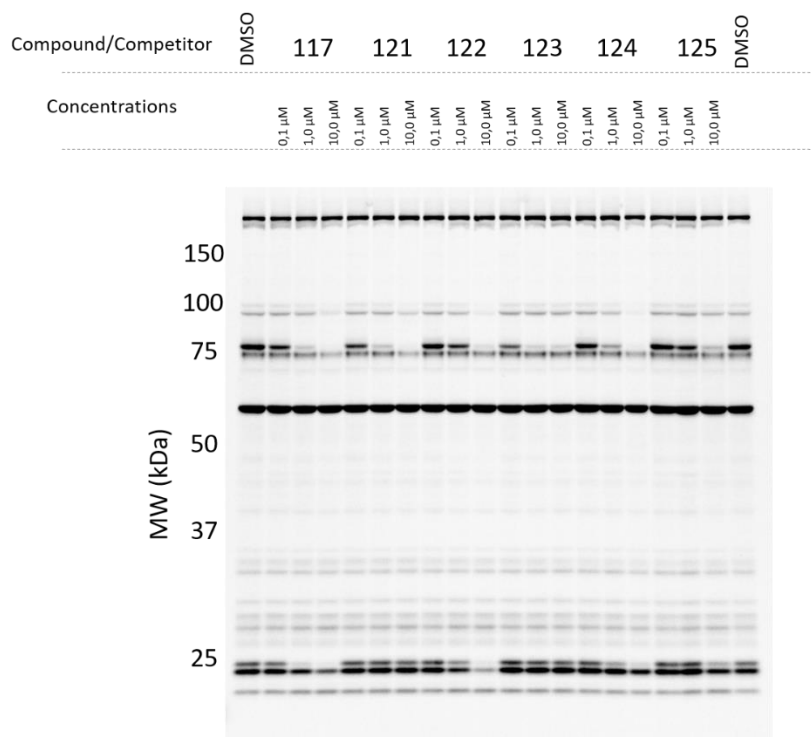 Compound/Competitor DMSO 117 121 122 123 124 125 DMSO
Concentrations 0,1 µM 1,0 µM 10,0 µM 0,1 µM 1,0 µM 10,0 µM 0,1 µM 1,0 µM 10,0 µM 0,1 µM 1,0 µM 10,0 µM 0,1 µM 1,0 µM 10,0 µM 0,1 µM 1,0 µM 10,0 µM
150
100
75
50
37
25
MW (kDa)